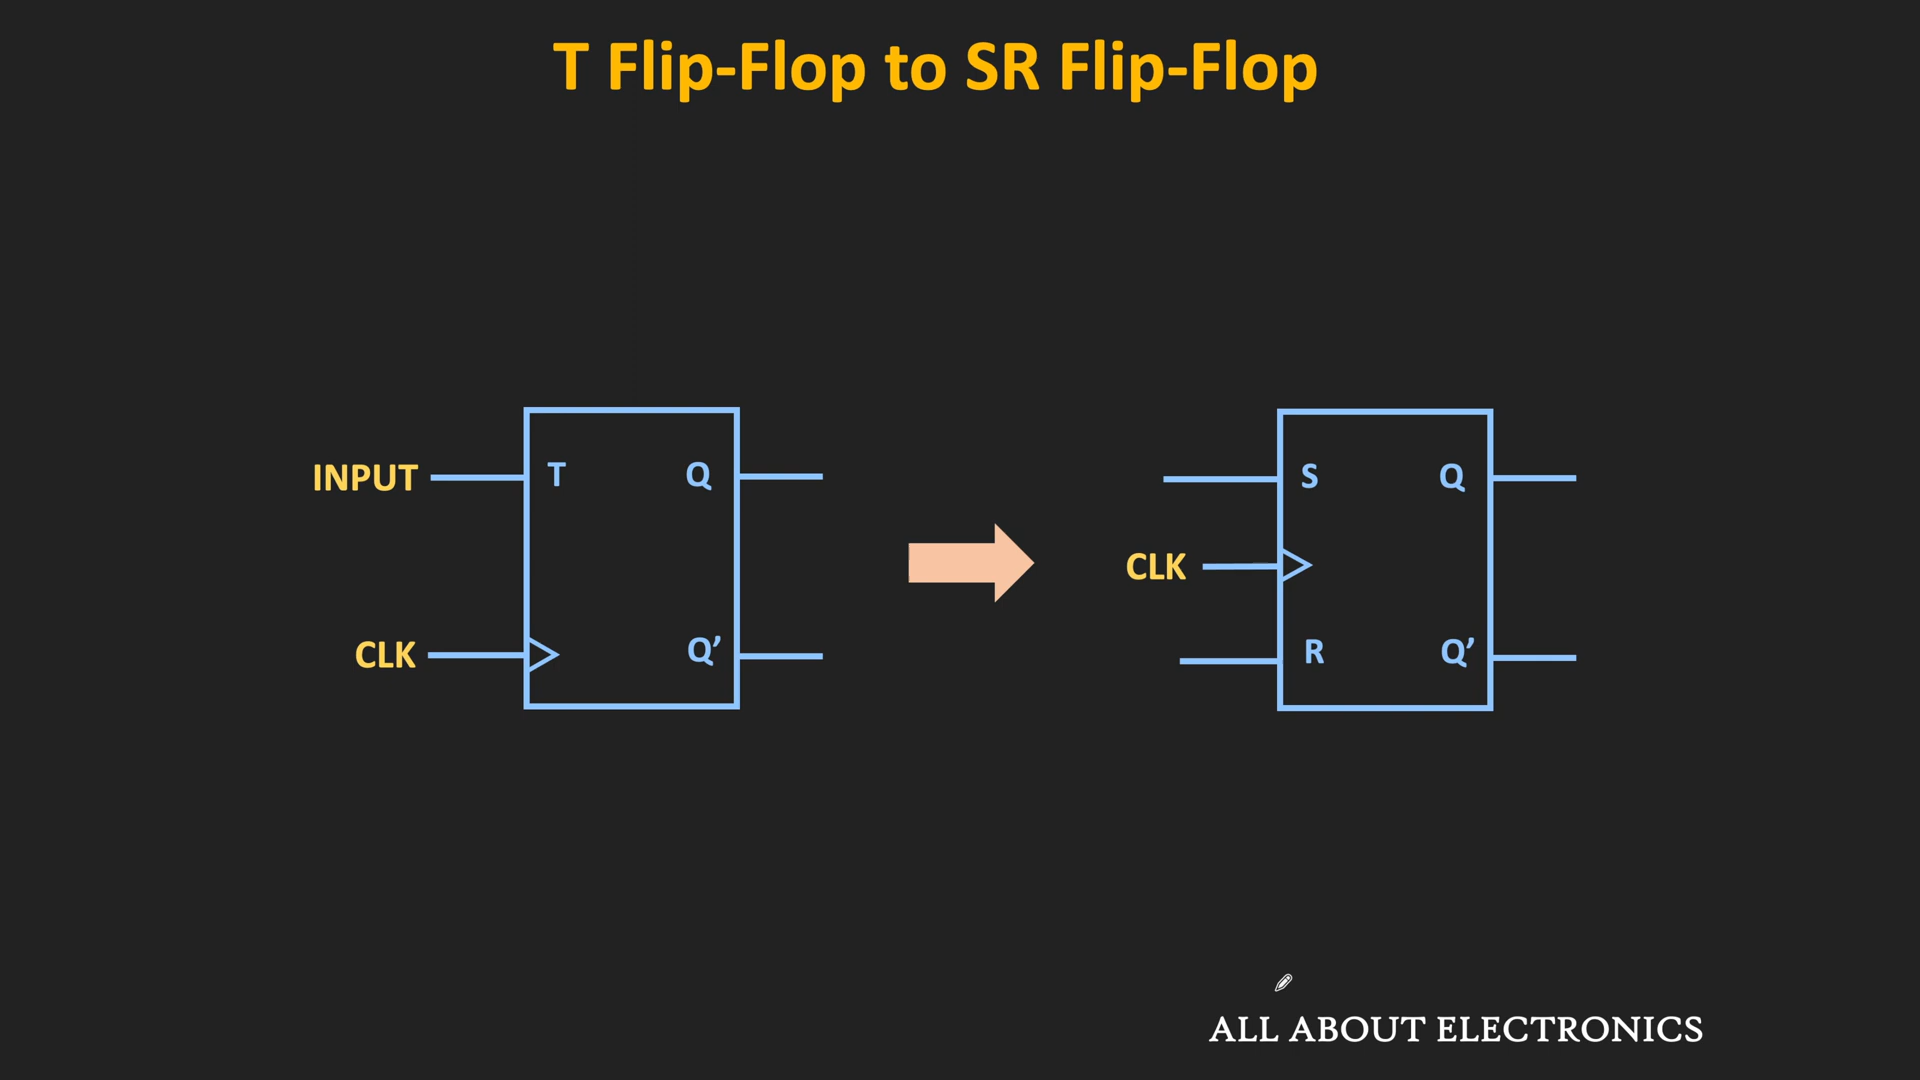 T Flip-Flop to SR Flip-Flop
INPUT T Q
CLK Q’
S Q
CLK
R Q’
ALL ABOUT ELECTRONICS